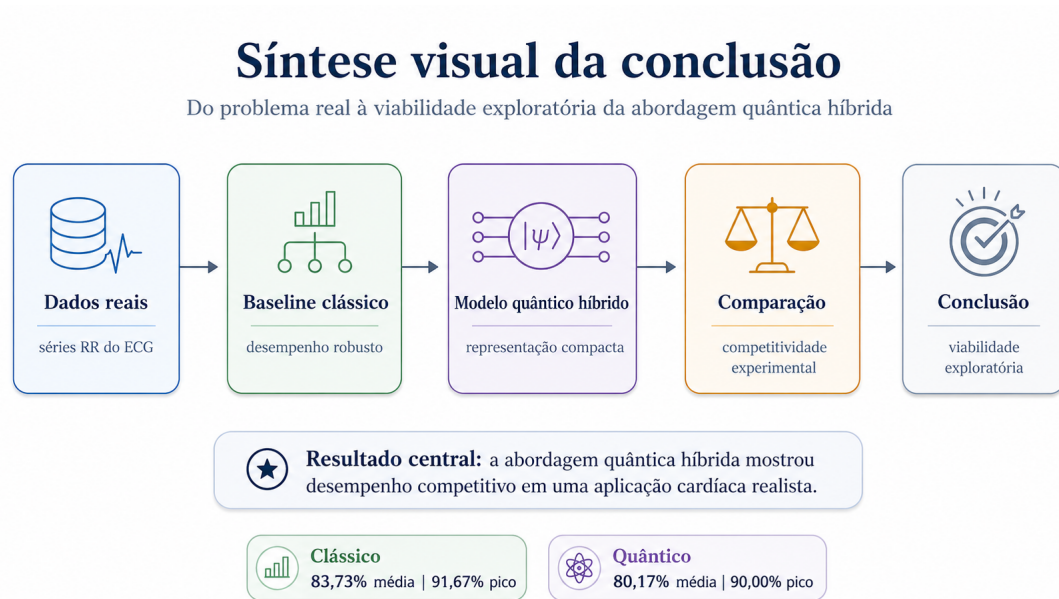 Síntese visual da conclusão
Do problema real à viabilidade exploratória da abordagem quântica híbrida
|ψ⟩
Dados reais
séries RR do ECG
Baseline clássico
desempenho robusto
Modelo quântico híbrido
representação compacta
Comparação
competitividade
experimental
Conclusão
viabilidade
exploratória
Resultado central: a abordagem quântica híbrida mostrou
desempenho competitivo em uma aplicação cardíaca realista.
Clássico
83,73% média | 91,67% pico
Quântico
80,17% média | 90,00% pico